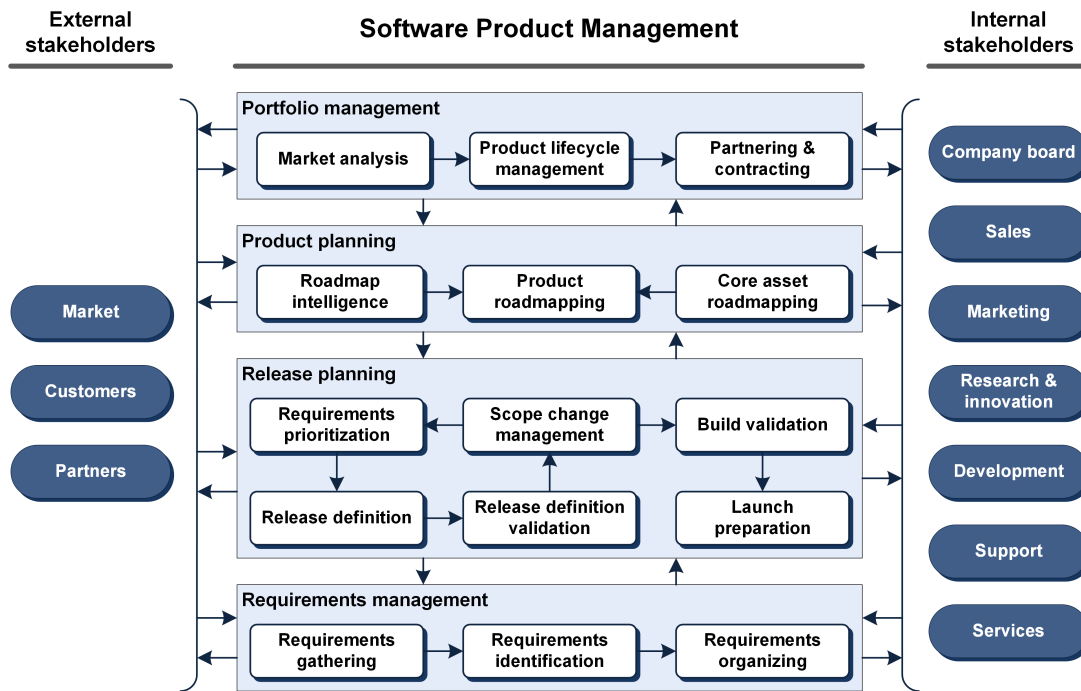 External
stakeholders
Software Product Management
Internal
stakeholders
Portfolio management
Market analysis
Product lifecycle
management
Partnering &
contracting
Product planning
Roadmap
intelligence
Product
roadmapping
Core asset
roadmapping
Release planning
Requirements
prioritization
Scope change
management
Build validation
Release definition
Release definition
validation
Launch
preparation
Requirements management
Requirements
gathering
Requirements
identification
Requirements
organizing
Market
Customers
Partners
Company board
Sales
Marketing
Research &
innovation
Development
Support
Services